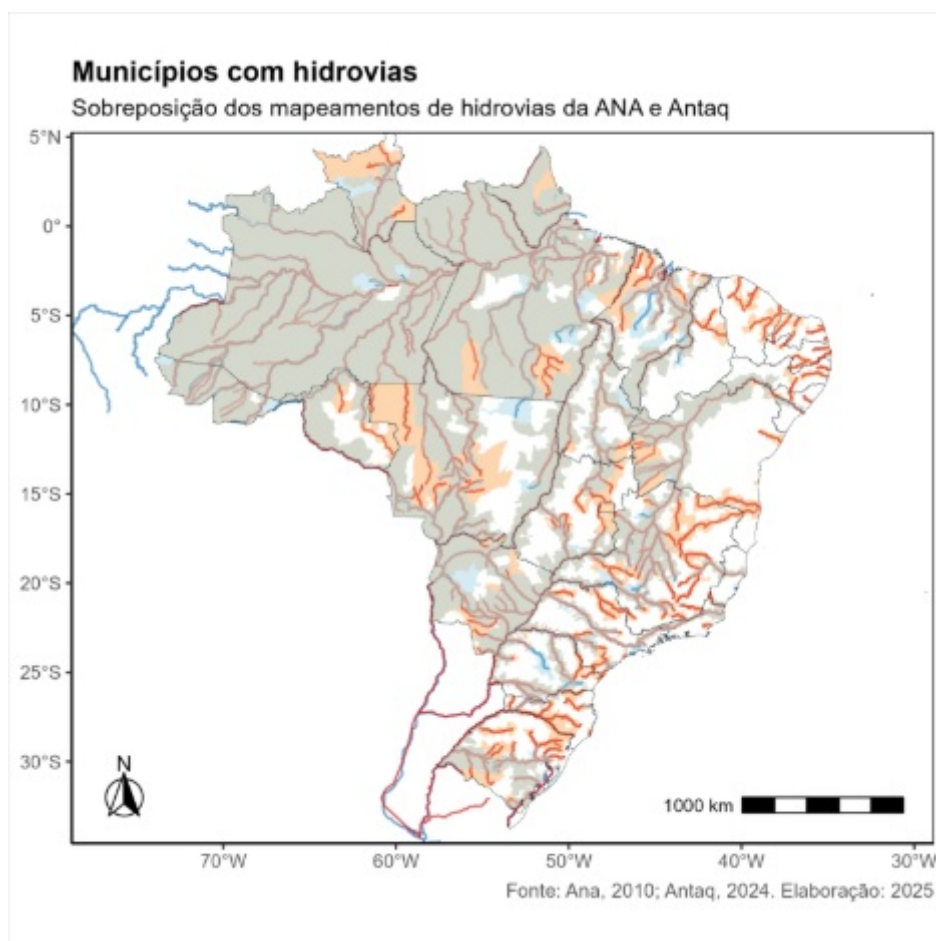 Municípios com hidrovias
Sobreposição dos mapeamentos de hidrovias da ANA e Antaq
5°N
0°
5°S
10°S
15°S
20°S
25°S
30°S
N
1000 km
70°W
60°W
50°W
40°W
30°W
Fonte: Ana, 2010; Antaq, 2024. Elaboração: 2025